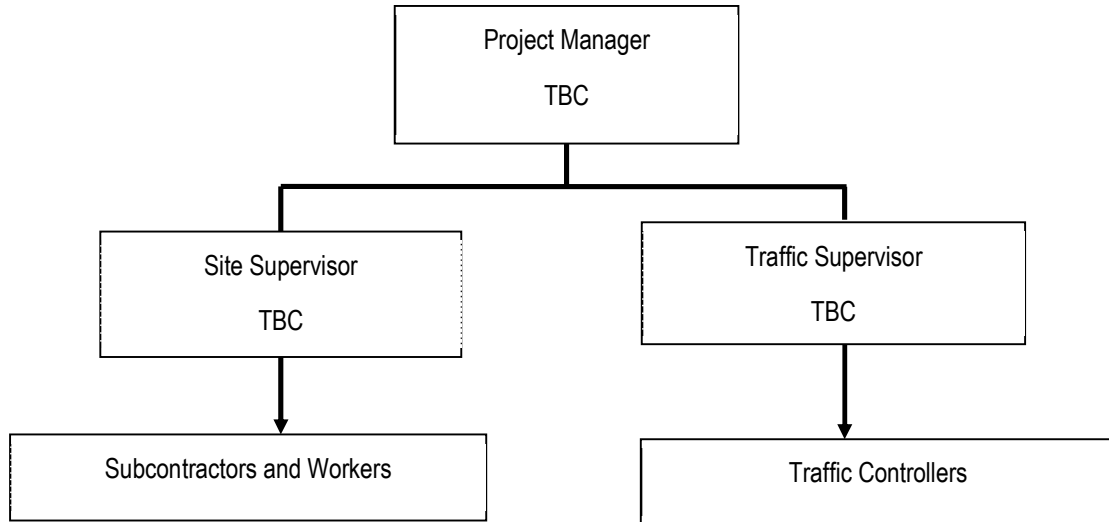 Project Manager
TBC
Site Supervisor
TBC
Traffic Supervisor
TBC
Subcontractors and Workers
Traffic Controllers